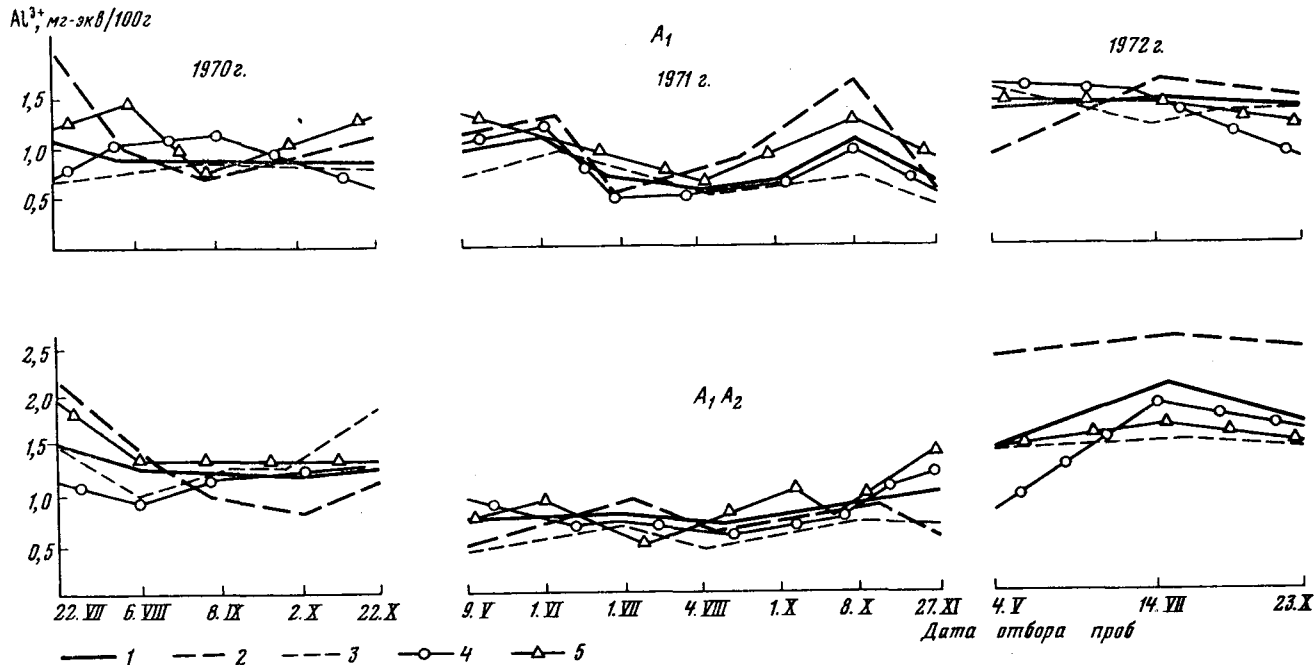 Al³⁺, мг-экв/100г
A₁
1970 г. 1971 г. 1972 г.
1,5
1,0
0,5
A₁ A₂
2,5
2,0
1,5
1,0
0,5
22. VII 6. VIII 8. IX 2. X 22. X 9. V 1. VI 1. VII 4. VIII 1. X 8. X 27. XI 4. V 14. VII 23. X
Дата отбора проб
1 2 3 4 5